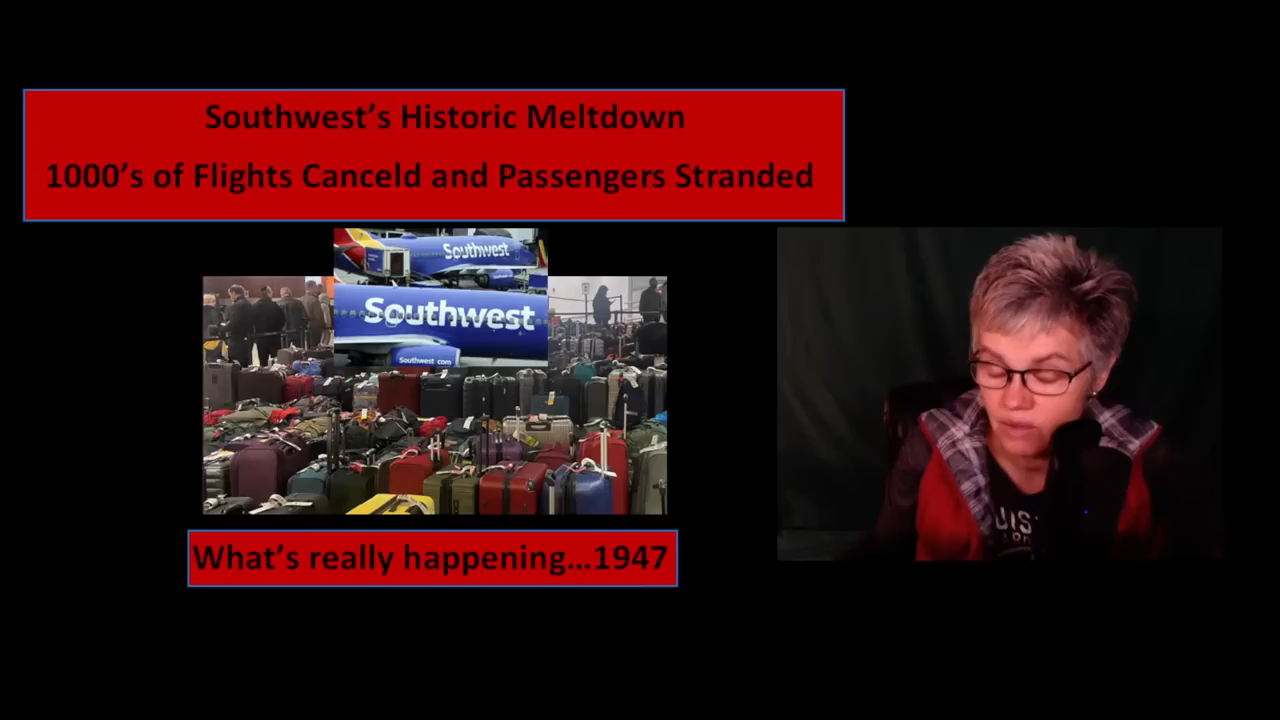 Southwest's Historic Meltdown
1000's of Flights Canceld and Passengers Stranded
Southwest
Southwest
Southwest com
What's really happening...1947